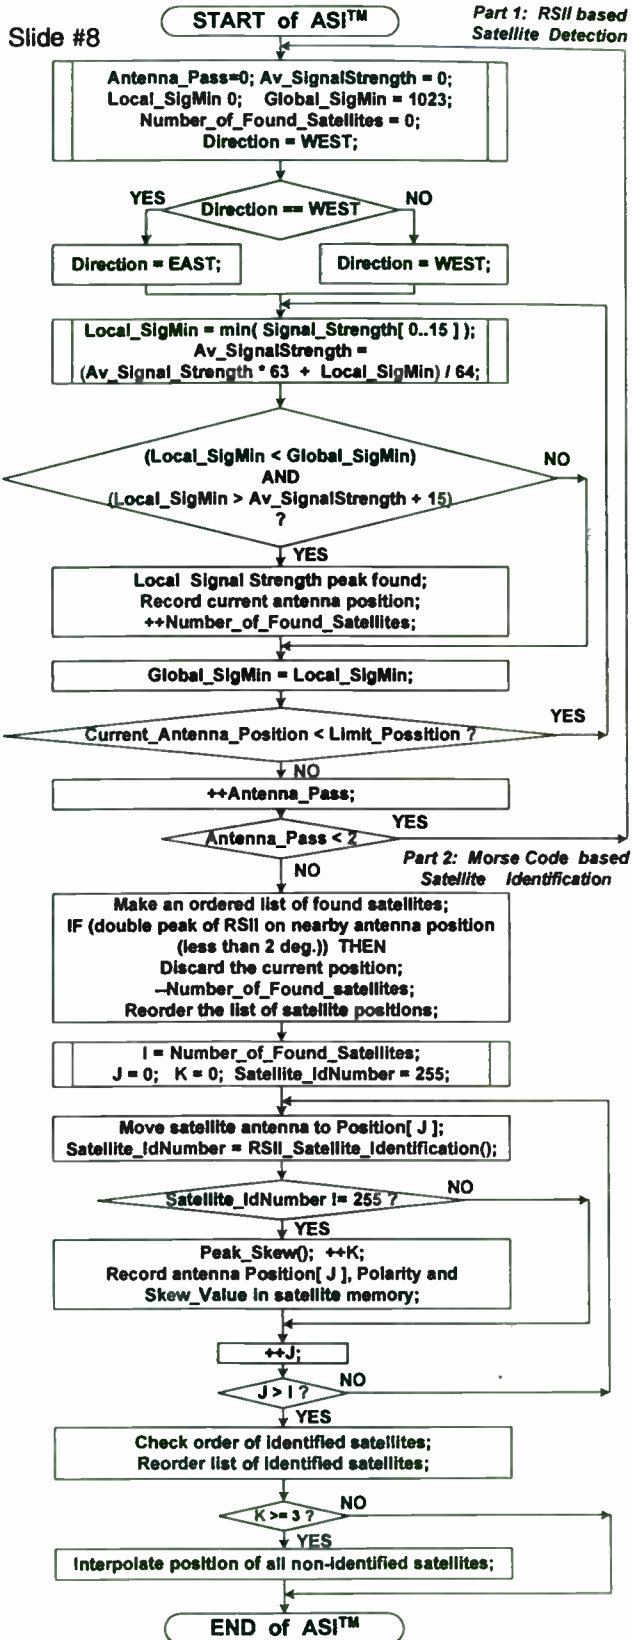 START of ASI™
Part 1: RSII based
Satellite Detection
Slide #8
Antenna_Pass=0; Av_SignalStrength = 0;
Local_SigMin 0; Global_SigMin = 1023;
Number_of_Found_Satellites = 0;
Direction = WEST;
YES
Direction == WEST
NO
Direction = EAST;
Direction = WEST;
Local_SigMin = min( Signal_Strength[ 0..15 ] );
Av_SignalStrength =
(Av_Signal_Strength * 63 + Local_SigMin) / 64;
(Local_SigMin < Global_SigMin)
AND
(Local_SigMin > Av_SignalStrength + 15)
?
NO
YES
Local Signal Strength peak found;
Record current antenna position;
++Number_of_Found_Satellites;
Global_SigMin = Local_SigMin;
Current_Antenna_Position < Limit_Possition ?
YES
NO
++Antenna_Pass;
Antenna_Pass < 2
YES
NO
Part 2: Morse Code based
Satellite Identification
Make an ordered list of found satellites;
IF (double peak of RSII on nearby antenna position
(less than 2 deg.)) THEN
Discard the current position;
–Number_of_Found_satellites;
Reorder the list of satellite positions;
I = Number_of_Found_Satellites;
J = 0; K = 0; Satellite_IdNumber = 255;
Move satellite antenna to Position[ J ];
Satellite_IdNumber = RSII_Satellite_Identification();
Satellite_IdNumber != 255 ?
NO
YES
Peak_Skew(); ++K;
Record antenna Position[ J ], Polarity and
Skew_Value in satellite memory;
++J;
J > I ?
NO
YES
Check order of identified satellites;
Reorder list of identified satellites;
K >= 3 ?
NO
YES
Interpolate position of all non-identified satellites;
END of ASI™